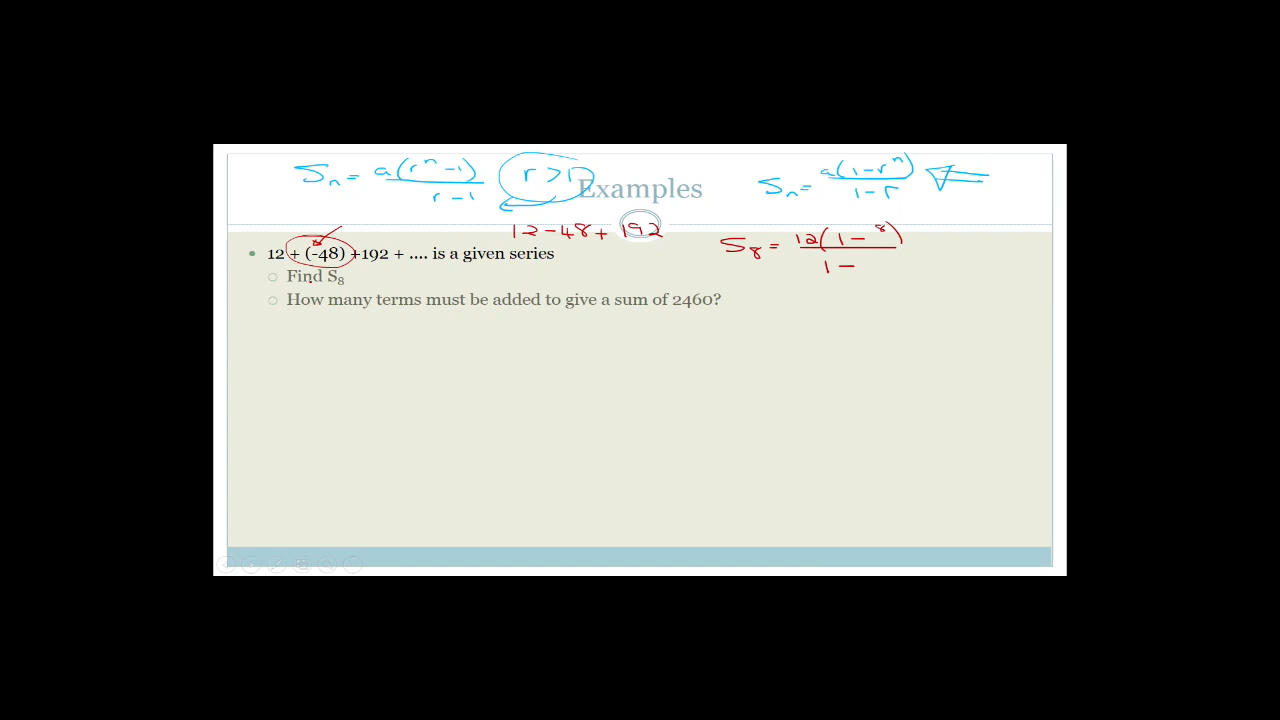 Sn = a(r^n - 1) / r - 1 r > 1 Sn = a(1 - r^n) / 1 - r
Examples
12 - 48 + 192 S8 = 12(1 - ^8) / 1 -
• 12 + (-48) +192 + .... is a given series
○ Find S₈
○ How many terms must be added to give a sum of 2460?